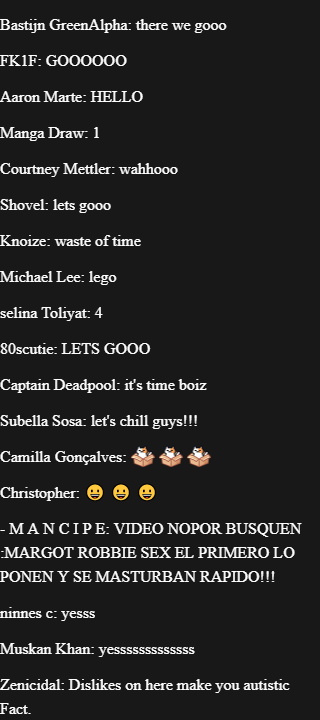 Bastijn GreenAlpha: there we gooo
FK1F: GOOOOOO
Aaron Marte: HELLO
Manga Draw: 1
Courtney Mettler: wahhooo
Shovel: lets gooo
Knoize: waste of time
Michael Lee: lego
selina Toliyat: 4
80scutie: LETS GOOO
Captain Deadpool: it's time boiz
Subella Sosa: let's chill guys!!!
Camilla Gonçalves:
Christopher: 😀 😀 😀
- M A N C I P E: VIDEO NOPOR BUSQUEN
:MARGOT ROBBIE SEX EL PRIMERO LO
PONEN Y SE MASTURBAN RAPIDO!!!
ninnes c: yesss
Muskan Khan: yesssssssssssss
Zenicidal: Dislikes on here make you autistic
Fact.